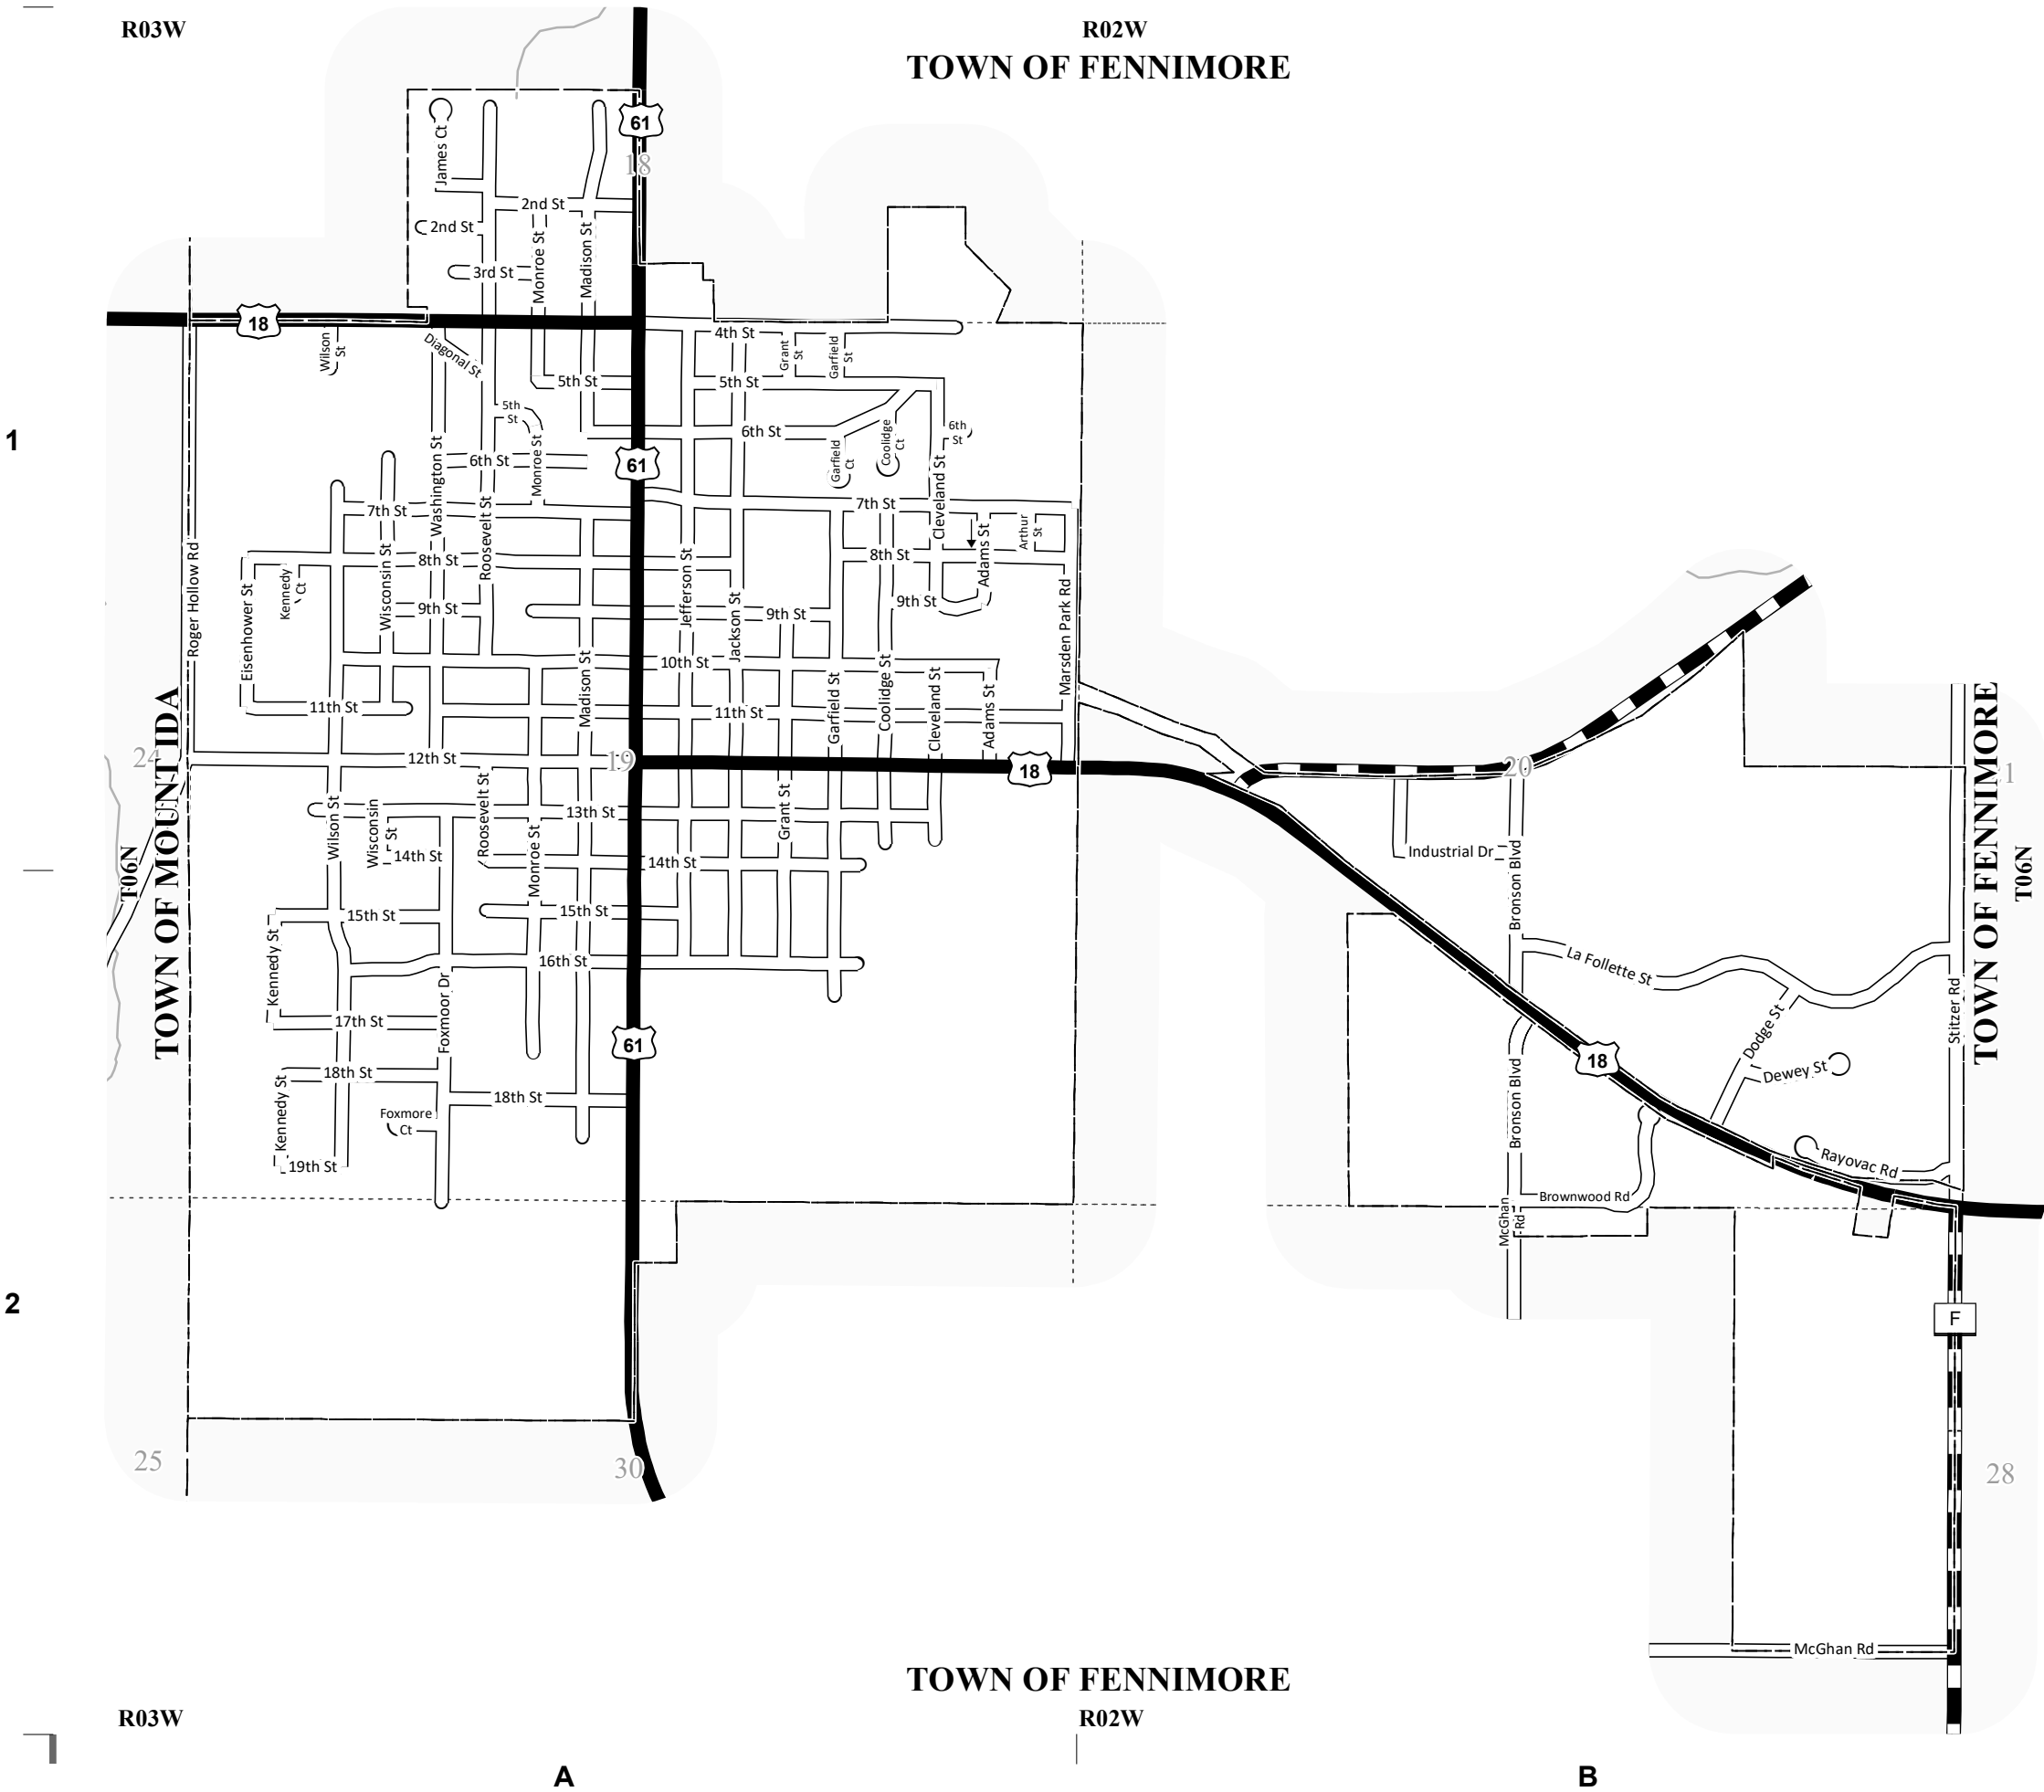 R03W
R02W
TOWN OF FENNIMORE
61
18
James Ct
2nd St
2nd St
Monroe St
Madison St
3rd St
18
Wilson
St
Diagonal St
4th St
Grant
St
Garfield
St
5th St
5th St
5th
St
6th St
Garfield
Ct
Coolidge
Ct
6th
St
1
Washington St
6th St
Monroe St
61
Cleveland St
7th St
Roosevelt St
7th St
Adams St
Arthur
St
Roger Hollow Rd
Eisenhower St
Kennedy
Ct
Wisconsin St
8th St
Jefferson St
8th St
9th St
Jackson St
9th St
9th St
Marsden Park Rd
Madison St
10th St
Garfield St
Coolidge St
Cleveland St
Adams St
11th St
11th St
TOWN OF MOUNT IDA
TOWN OF FENNIMORE
24
12th St
19
18
20
1
Wilson St
Wisconsin
St
Roosevelt St
13th St
Grant St
T06N
14th St
Monroe St
14th St
Industrial Dr
Bronson Blvd
T06N
15th St
15th St
Kennedy St
16th St
La Follette St
Foxmoor Dr
17th St
61
Stitzer Rd
Dodge St
18
Dewey St
18th St
Kennedy St
18th St
Bronson Blvd
Foxmore
Ct
19th St
Rayovac Rd
Brownwood Rd
McGhan
Rd
2
F
25
30
28
McGhan Rd
TOWN OF FENNIMORE
R03W
R02W
A
B